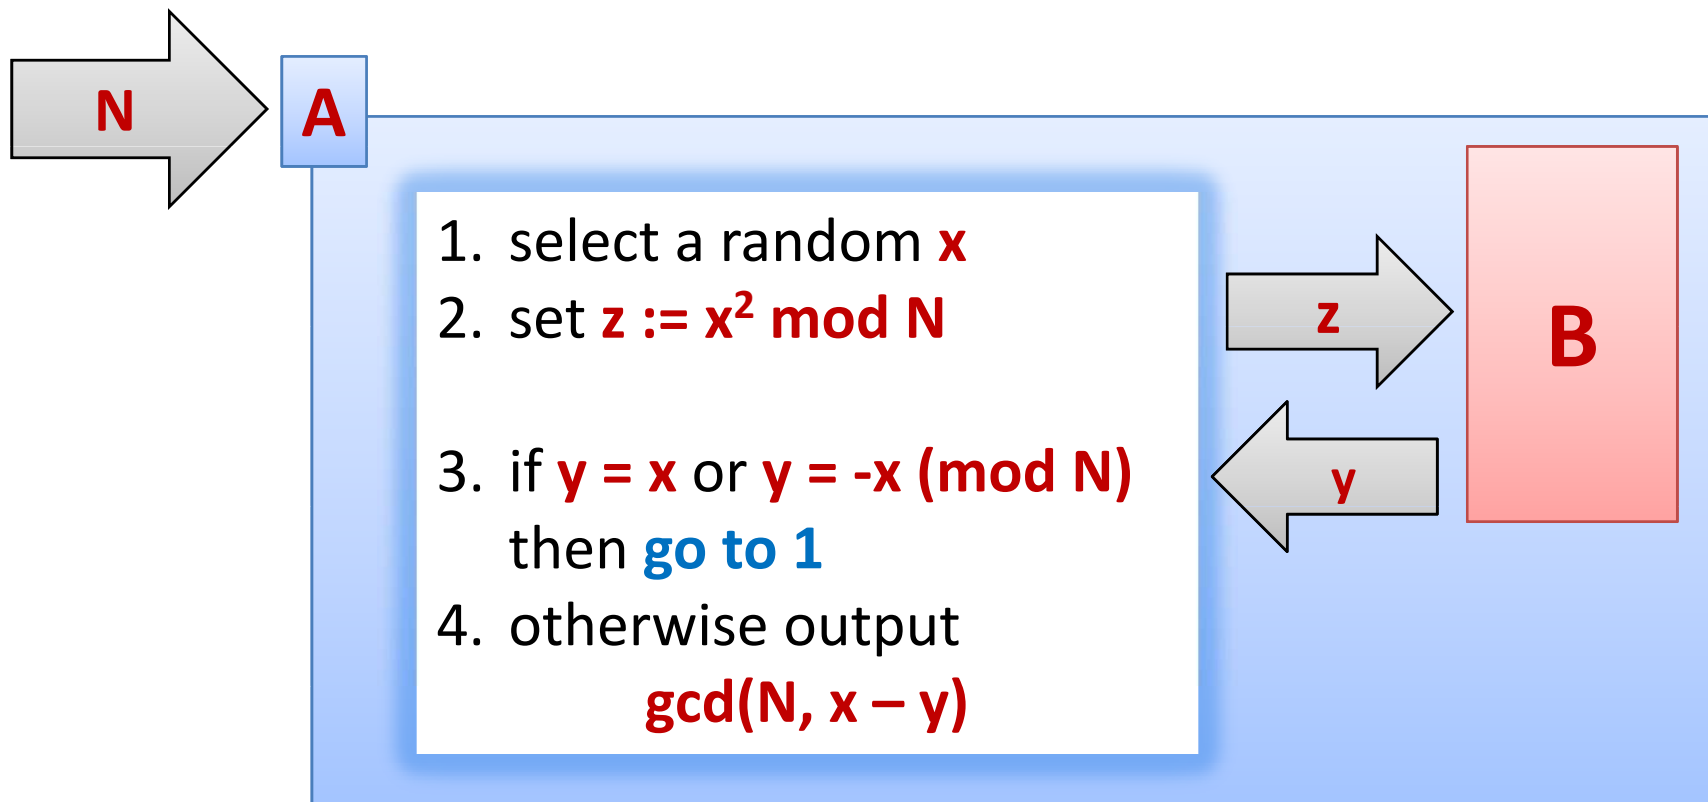 N
A
1. select a random x
2. set z := x² mod N
z
B
3. if y = x or y = -x (mod N)
then go to 1
y
4. otherwise output
gcd(N, x – y)